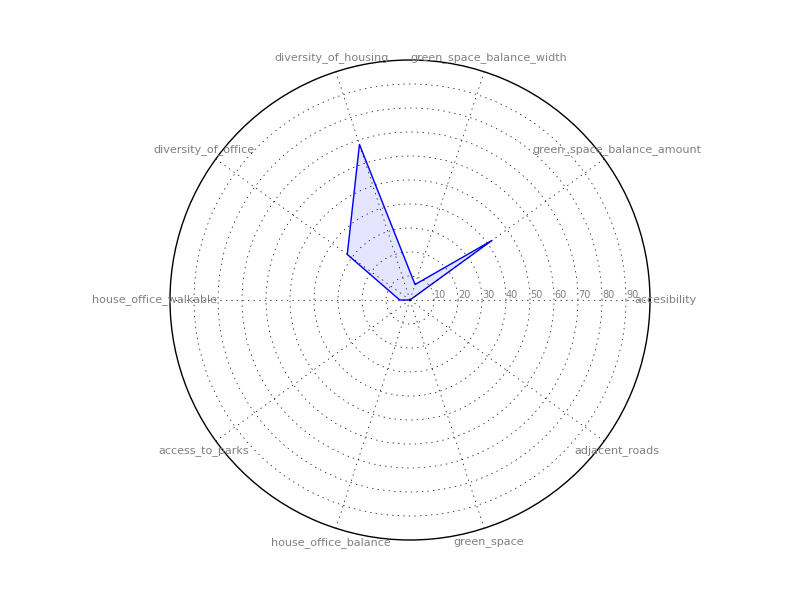 diversity_of_housing
green_space_balance_width
diversity_of_office
green_space_balance_amount
house_office_walkable
10 20 30 40 50 60 70 80 90
accesibility
access_to_parks
adjacent_roads
house_office_balance
green_space